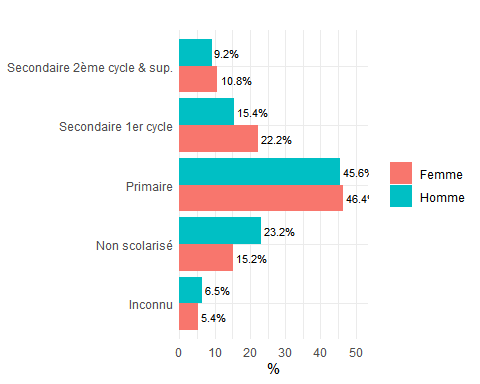 Secondaire 2ème cycle & sup.
9.2%
10.8%
Secondaire 1er cycle
15.4%
22.2%
Primaire
45.6%
46.4%
Femme
Homme
Non scolarisé
23.2%
15.2%
Inconnu
6.5%
5.4%
0 10 20 30 40 50
%